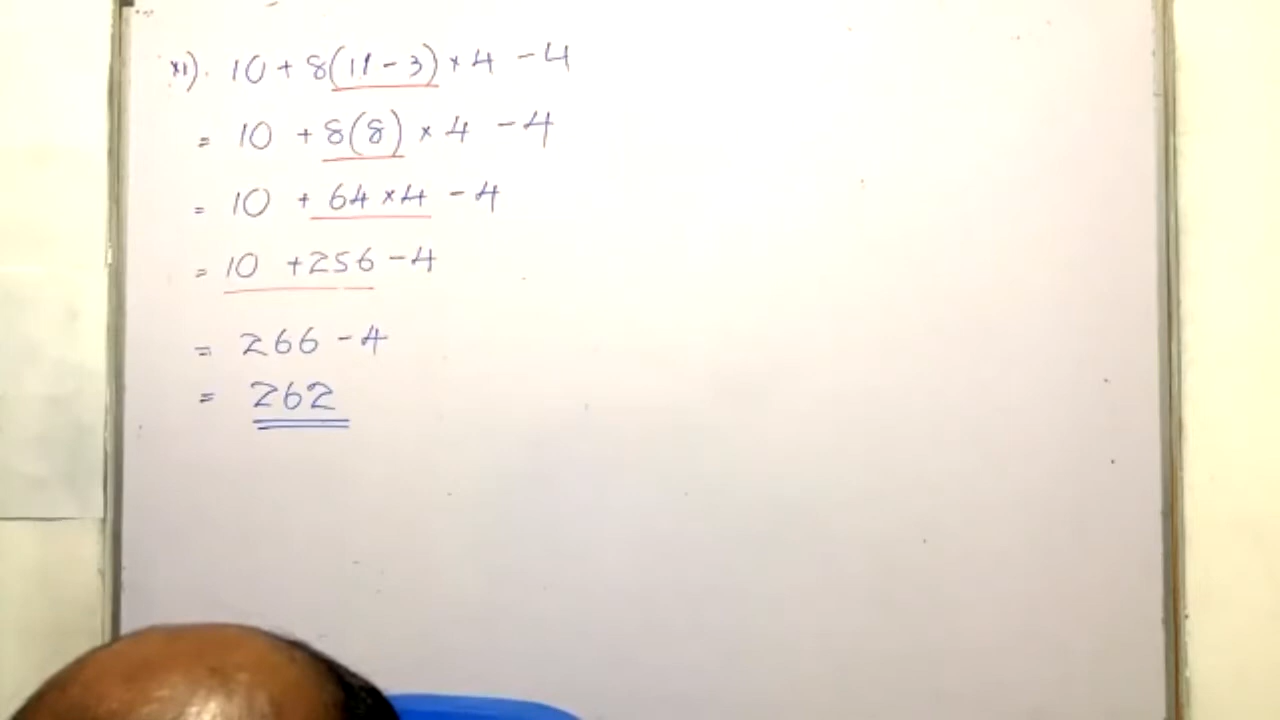 xi). 10 + 8(11 - 3) × 4 - 4
= 10 + 8(8) × 4 - 4
= 10 + 64 × 4 - 4
= 10 + 256 - 4
= 266 - 4
= 262